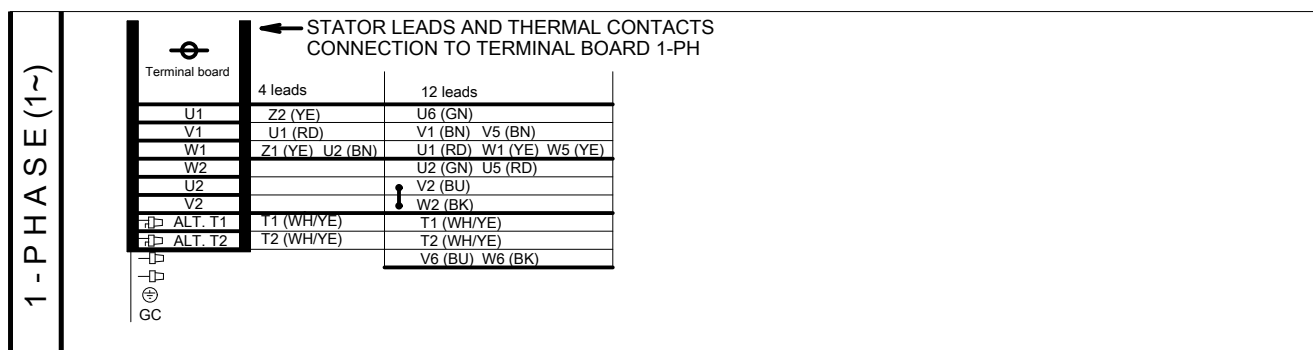 1 - P H A S E (1~)
STATOR LEADS AND THERMAL CONTACTS
CONNECTION TO TERMINAL BOARD 1-PH
Terminal board
4 leads 12 leads
U1 Z2 (YE) U6 (GN)
V1 U1 (RD) V1 (BN) V5 (BN)
W1 Z1 (YE) U2 (BN) U1 (RD) W1 (YE) W5 (YE)
W2 U2 (GN) U5 (RD)
U2 V2 (BU)
V2 W2 (BK)
ALT. T1 T1 (WH/YE) T1 (WH/YE)
ALT. T2 T2 (WH/YE) T2 (WH/YE)
V6 (BU) W6 (BK)
GC